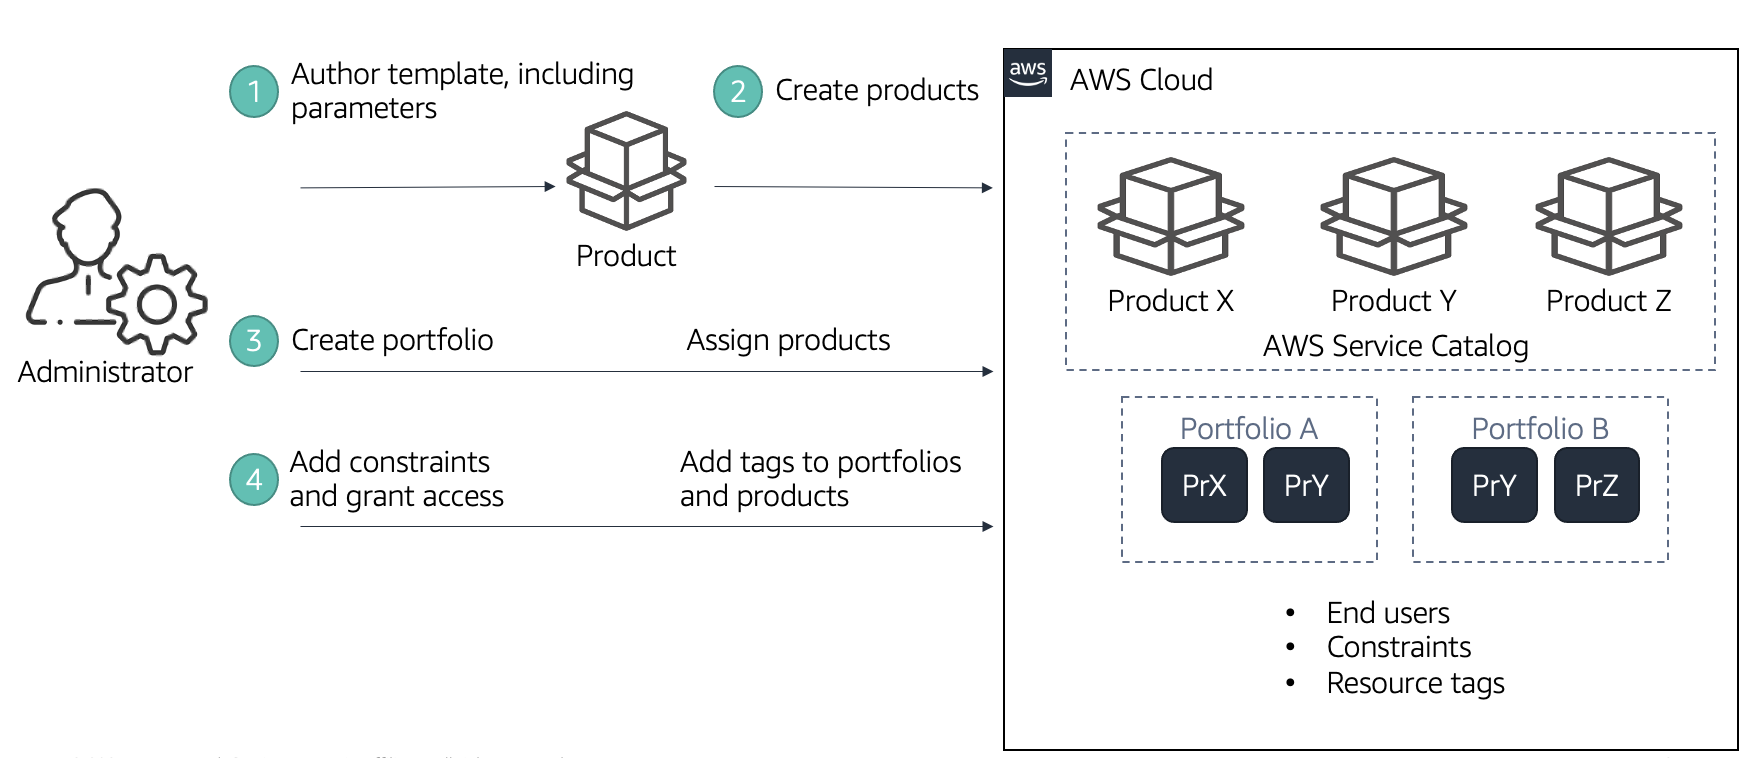 1
Author template, including
parameters
2
Create products
aws
AWS Cloud
Product
Product X
Product Y
Product Z
AWS Service Catalog
Administrator
3
Create portfolio
Assign products
Portfolio A
PrX
PrY
Portfolio B
PrY
PrZ
4
Add constraints
and grant access
Add tags to portfolios
and products
• End users
• Constraints
• Resource tags